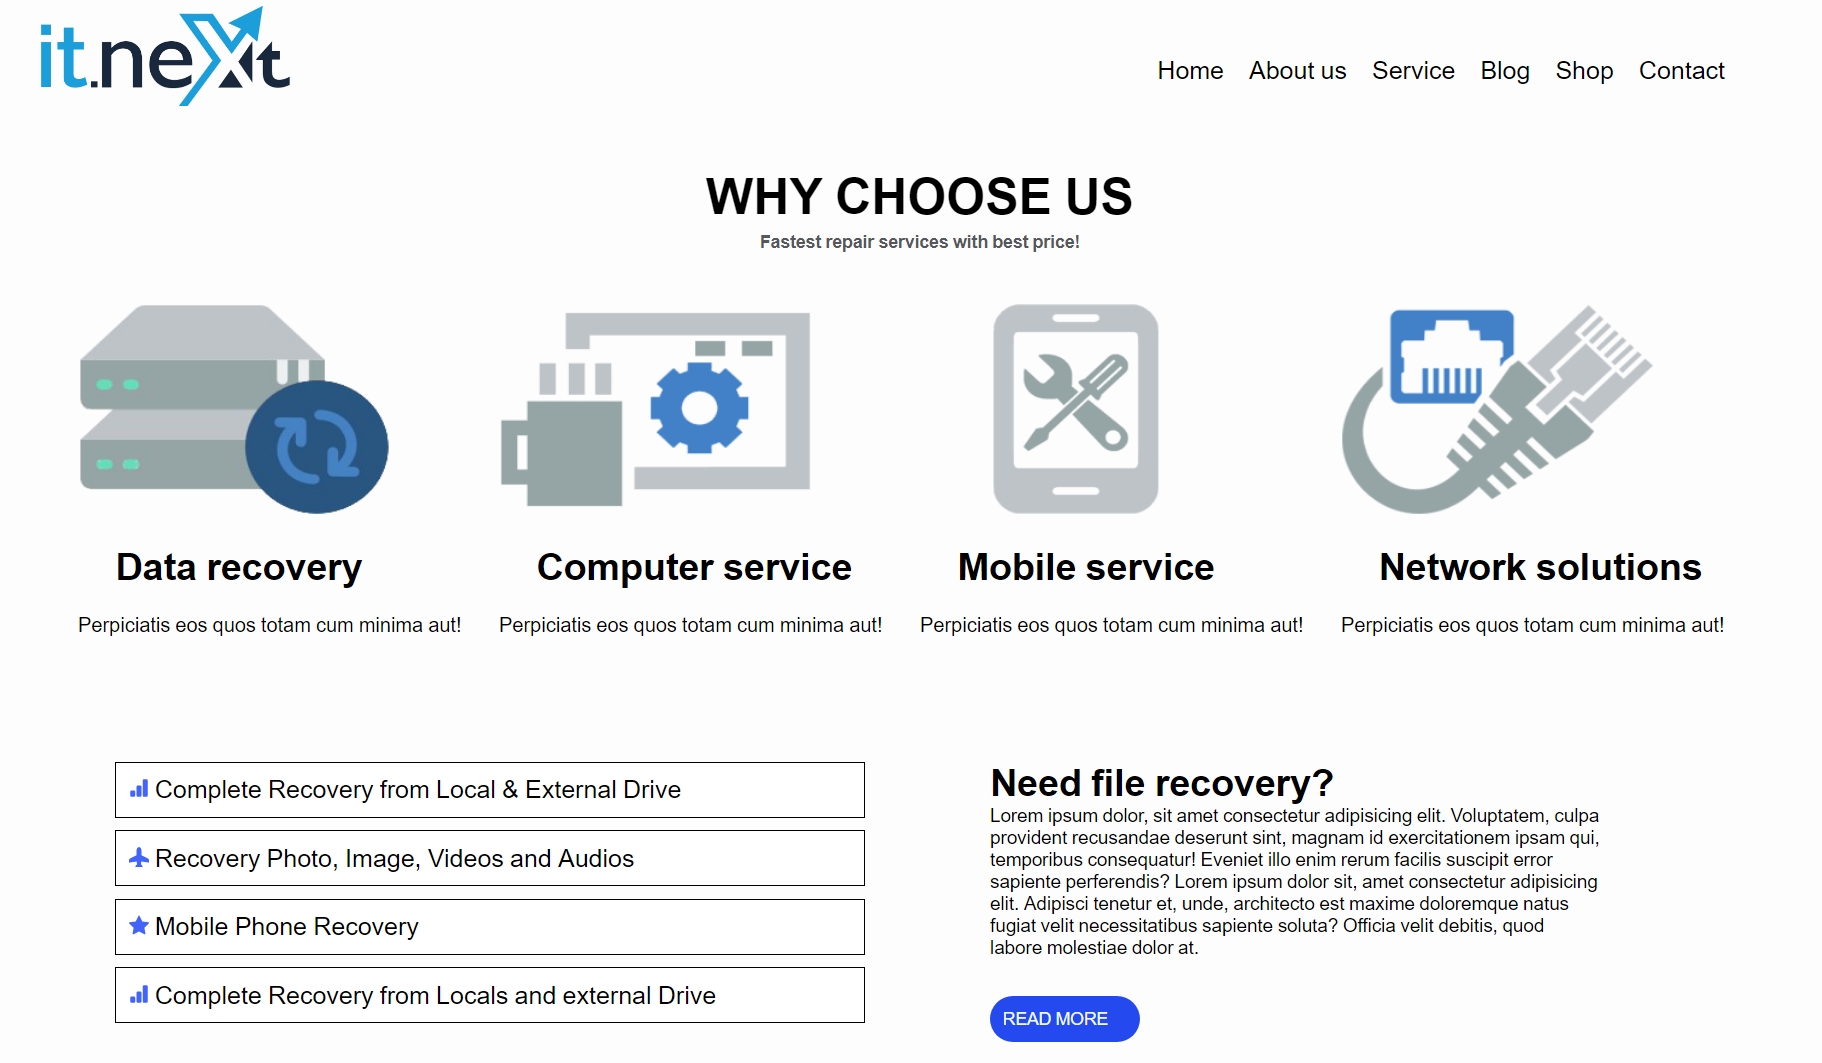 it.next
Home About us Service Blog Shop Contact
WHY CHOOSE US
Fastest repair services with best price!
Data recovery
Perpiciatis eos quos totam cum minima aut!
Computer service
Perpiciatis eos quos totam cum minima aut!
Mobile service
Perpiciatis eos quos totam cum minima aut!
Network solutions
Perpiciatis eos quos totam cum minima aut!
Complete Recovery from Local & External Drive
Recovery Photo, Image, Videos and Audios
Mobile Phone Recovery
Complete Recovery from Locals and external Drive
Need file recovery?
Lorem ipsum dolor, sit amet consectetur adipisicing elit. Voluptatem, culpa
provident recusandae deserunt sint, magnam id exercitationem ipsam qui,
temporibus consequatur! Eveniet illo enim rerum facilis suscipit error
sapiente perferendis? Lorem ipsum dolor sit, amet consectetur adipisicing
elit. Adipisci tenetur et, unde, architecto est maxime doloremque natus
fugiat velit necessitatibus sapiente soluta? Officia velit debitis, quod
labore molestiae dolor at.
READ MORE